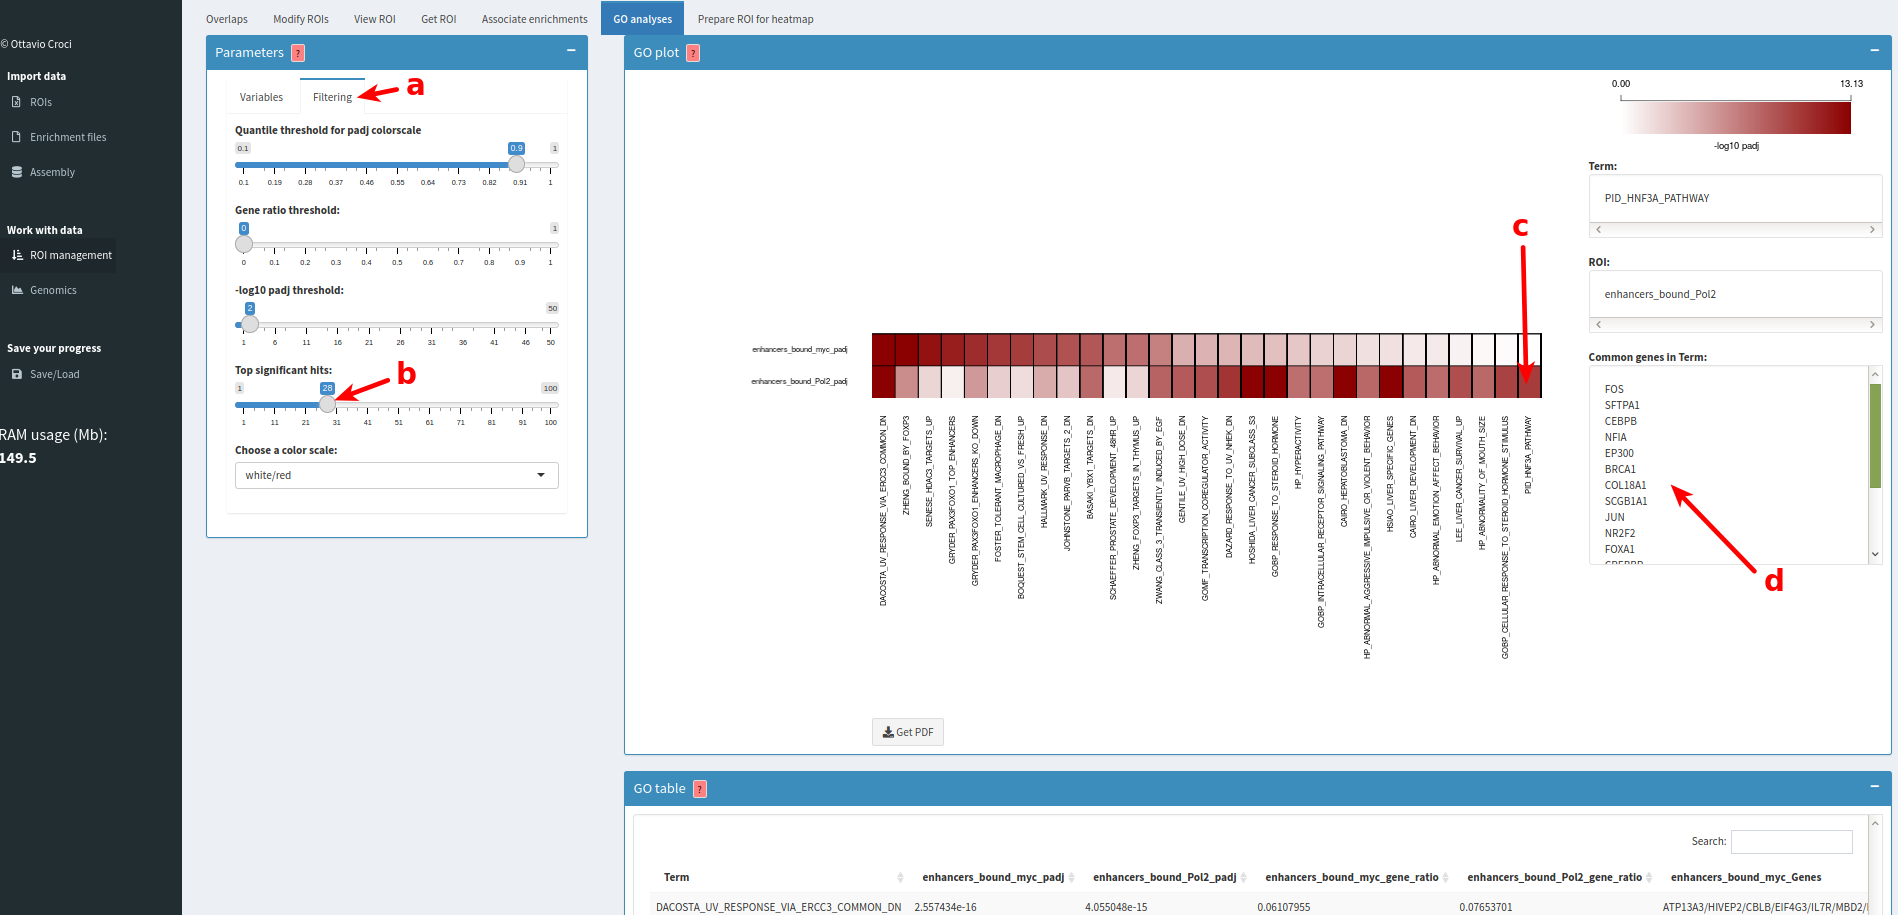 Overlaps Modify ROIs View ROI Get ROI Associate enrichments GO analyses Prepare ROI for heatmap
© Ottavio Croci
Import data
ROIs
Enrichment files
Assembly
Work with data
ROI management
Genomics
Save your progress
Save/Load
RAM usage (Mb):
149.5
Parameters ?
Variables Filtering a
Quantile threshold for padj colorscale
0.1 0.9 1
0.1 0.19 0.28 0.37 0.46 0.55 0.64 0.73 0.82 0.91 1
Gene ratio threshold:
0 1
0 0.1 0.2 0.3 0.4 0.5 0.6 0.7 0.8 0.9 1
-log10 padj threshold:
2 50
1 6 11 16 21 26 31 36 41 46 50
Top significant hits: b
1 28 100
1 11 21 31 41 51 61 71 81 91 100
Choose a color scale:
white/red
GO plot ?
0.00 13.13
-log10 padj
c
enhancers_bound_myc_padj
enhancers_bound_Pol2_padj
DACOSTA_UV_RESPONSE_VIA_ERCC3_COMMON_DN
ZHENG_BOUND_BY_FOXP3
SENESE_HDAC3_TARGETS_UP
GRYDER_PAX3FOXO1_TOP_ENHANCERS
GRYDER_PAX3FOXO1_ENHANCERS_KO_DOWN
FOSTER_TOLERANT_MACROPHAGE_DN
BOQUEST_STEM_CELL_CULTURED_VS_FRESH_UP
HALLMARK_UV_RESPONSE_DN
JOHNSTONE_PARVB_TARGETS_2_DN
BASAKI_YBX1_TARGETS_DN
SCHAEFFER_PROSTATE_DEVELOPMENT_48HR_UP
ZHENG_FOXP3_TARGETS_IN_THYMUS_UP
ZWANG_CLASS_3_TRANSIENTLY_INDUCED_BY_EGF
GENTILE_UV_HIGH_DOSE_DN
GOMF_TRANSCRIPTION_COREGULATOR_ACTIVITY
DAZARD_RESPONSE_TO_UV_NHEK_DN
HOSHIDA_LIVER_CANCER_SUBCLASS_S3
GOBP_RESPONSE_TO_STEROID_HORMONE
HP_HYPERACTIVITY
GOBP_INTRACELLULAR_RECEPTOR_SIGNALING_PATHWAY
CAIRO_HEPATOBLASTOMA_DN
HP_ABNORMAL_AGGRESSIVE_IMPULSIVE_OR_VIOLENT_BEHAVIOR
HSIAO_LIVER_SPECIFIC_GENES
CAIRO_LIVER_DEVELOPMENT_DN
HP_ABNORMAL_EMOTION_AFFECT_BEHAVIOR
LEE_LIVER_CANCER_SURVIVAL_UP
HP_ABNORMALITY_OF_MOUTH_SIZE
GOBP_CELLULAR_RESPONSE_TO_STEROID_HORMONE_STIMULUS
PID_HNF3A_PATHWAY
Get PDF
Term:
PID_HNF3A_PATHWAY
ROI:
enhancers_bound_Pol2
Common genes in Term:
FOS
SFTPA1
CEBPB
NFIA
EP300
BRCA1
COL18A1
SCGB1A1
JUN
NR2F2
FOXA1
d
GO table ?
Search:
Term enhancers_bound_myc_padj enhancers_bound_Pol2_padj enhancers_bound_myc_gene_ratio enhancers_bound_Pol2_gene_ratio enhancers_bound_myc_Genes
DACOSTA_UV_RESPONSE_VIA_ERCC3_COMMON_DN 2.557434e-16 4.055048e-15 0.06107955 0.07653701 ATP13A3/HIVEP2/CBLB/EIF4G3/IL7R/MBD2/